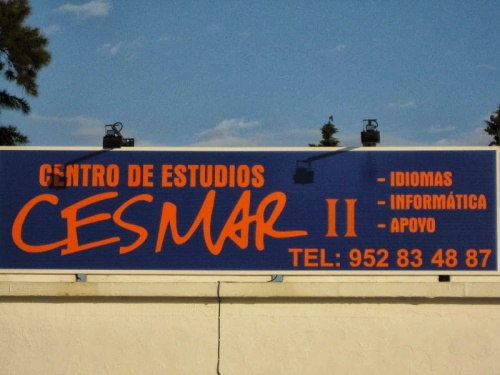 CENTRO DE ESTUDIOS
CESMAR II
- IDIOMAS
- INFORMÁTICA
- APOYO
TEL: 952 83 48 87